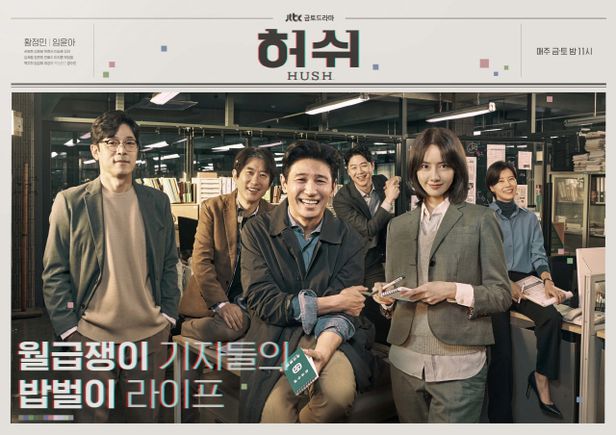 jtbc 금토드라마
황정민 | 임윤아
허쉬
HUSH
매주 금·토 밤 11시
월급쟁이 기자들의
밥벌이 라이프